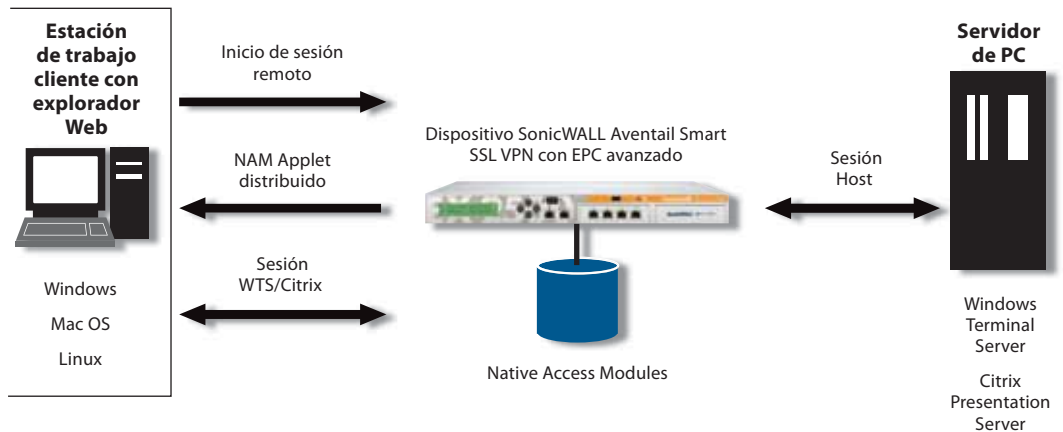 Estación
de trabajo
cliente con
explorador
Web
Windows
Mac OS
Linux
Inicio de sesión
remoto
NAM Applet
distribuido
Sesión
WTS/Citrix
Dispositivo SonicWALL Aventail Smart
SSL VPN con EPC avanzado
Native Access Modules
Sesión
Host
Servidor
de PC
Windows
Terminal
Server
Citrix
Presentation
Server